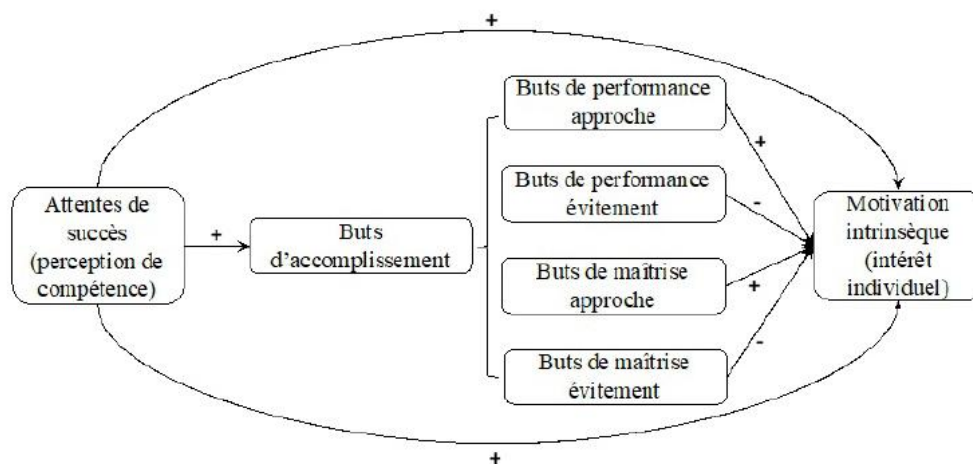 +
Buts de performance
approche
+
Buts de performance
évitement
-
Attentes de
succès
(perception de
compétence)
+
Buts
d'accomplissement
Motivation
intrinsèque
(intérêt
individuel)
Buts de maîtrise
approche
+
Buts de maîtrise
évitement
-
+